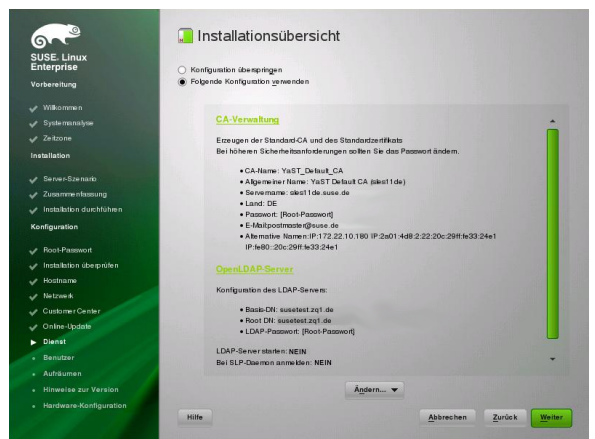 SUSE. Linux
Enterprise
Vorbereitung
Willkommen
Systemanalyse
Zeitzone
Installation
Server-Szenario
Zusammenfassung
Installation durchführen
Konfiguration
Root-Passwort
Installation überprüfen
Hostname
Netzwerk
Customer Center
Online-Update
Dienst
Benutzer
Aufräumen
Hinweise zur Version
Hardware-Konfiguration
Installationsübersicht
Konfiguration überspringen
Folgende Konfiguration verwenden
CA-Verwaltung
Erzeugen der Standard-CA und des Standardzertifikats
Bei höheren Sicherheitsanforderungen sollten Sie das Passwort ändern.
• CA-Name: YaST_Default_CA
• Allgemeiner Name: YaST Default CA (sles11de)
• Servername: sles11de.suse.de
• Land: DE
• Passwort: [Root-Passwort]
• E-Mail:postmaster@suse.de
• Alternative Namen:IP:172.22.10.180 IP:2a01:4d8:2:22:20c:29ff:fe33:24e1
IP:fe80::20c:29ff:fe33:24e1
OpenLDAP-Server
Konfiguration des LDAP-Servers:
• Basis-DN: susetest.zq1.de
• Root DN: susetest.zq1.de
• LDAP-Passwort: [Root-Passwort]
LDAP-Server starten: NEIN
Bei SLP-Daemon anmelden: NEIN
Ändern...
Hilfe
Abbrechen
Zurück
Weiter